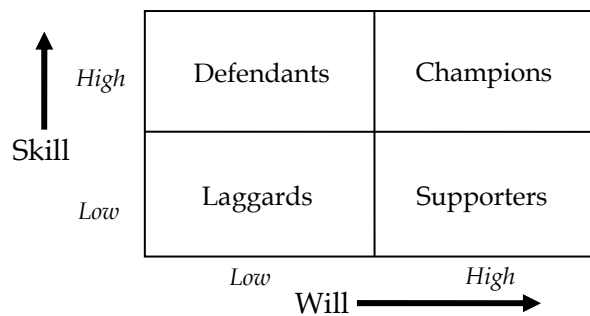 Defendants
Champions
High
Skill
Low
Laggards
Supporters
Low
High
Will